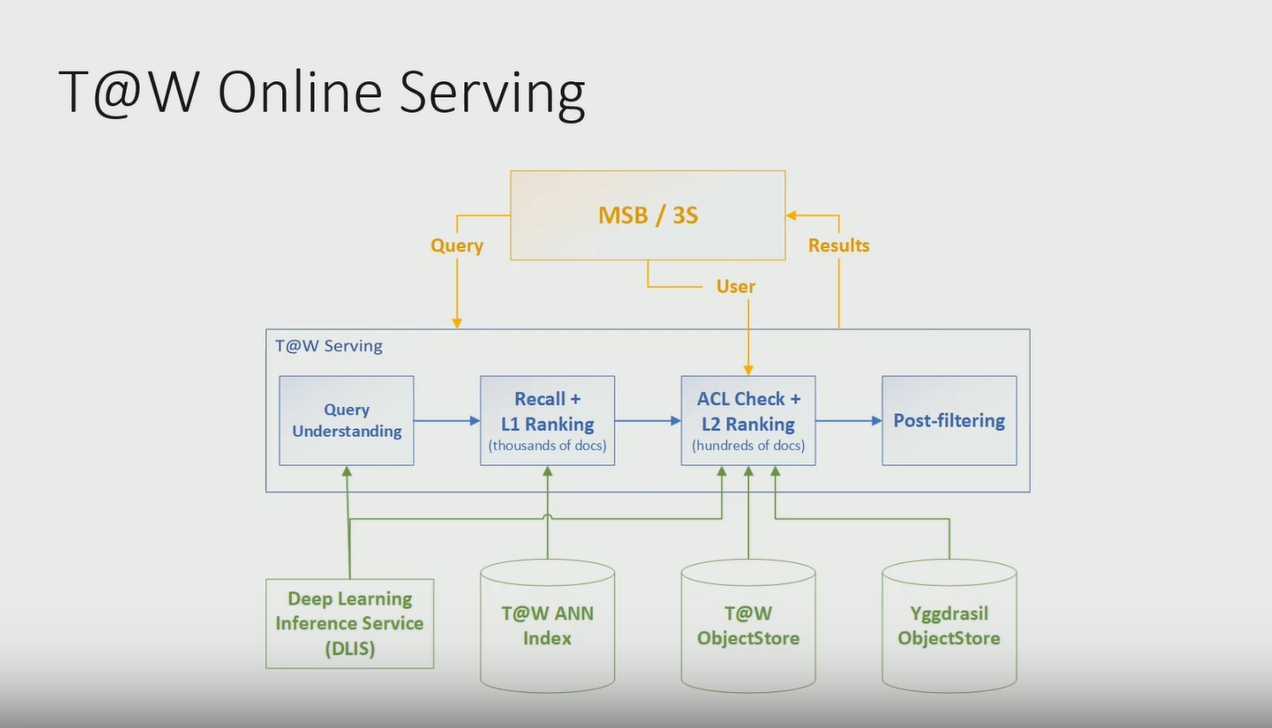 T@W Online Serving
MSB / 3S
Query
Results
User
T@W Serving
Query
Understanding
Recall +
L1 Ranking
(thousands of docs)
ACL Check +
L2 Ranking
(hundreds of docs)
Post-filtering
Deep Learning
Inference Service
(DLIS)
T@W ANN
Index
T@W
ObjectStore
Yggdrasil
ObjectStore